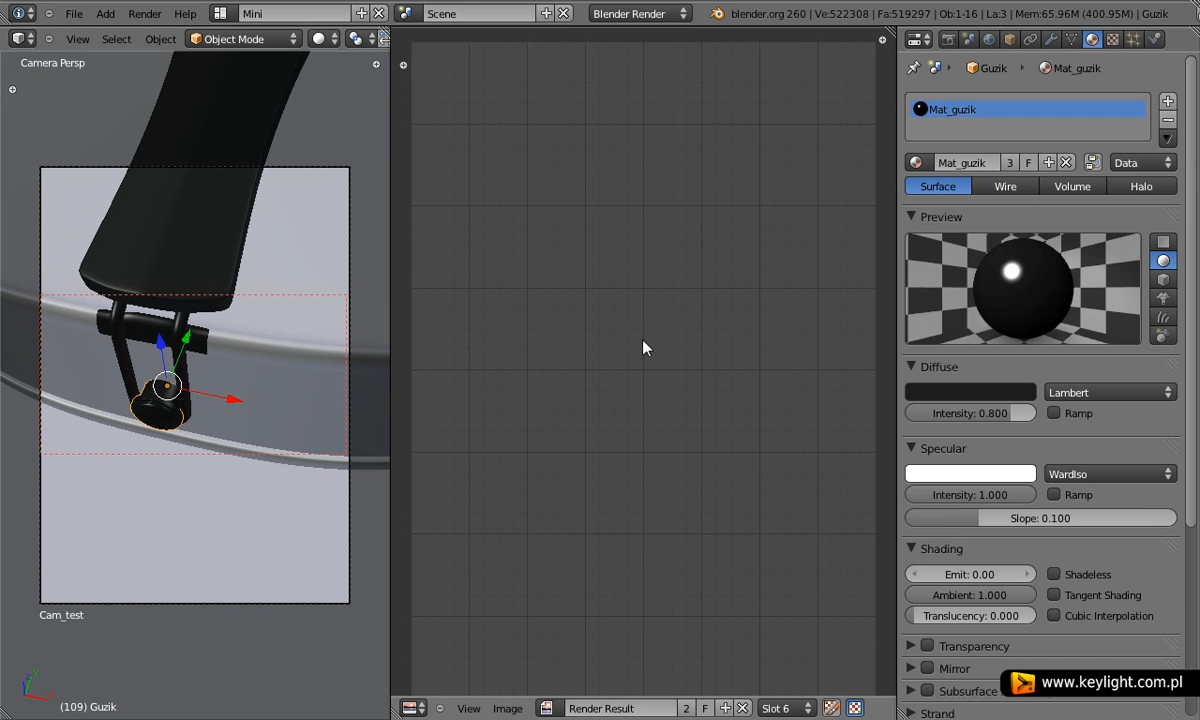 File Add Render Help Mini Scene Blender Render blender.org 260 | Ve:522308 | Fa:519297 | Ob:1-16 | La:3 | Mem:65.96M (400.95M) | Guzik
View Select Object Object Mode
Camera Persp
Guzik Mat_guzik
Mat_guzik
Mat_guzik 3 F Data
Surface Wire Volume Halo
Preview
Diffuse
Lambert
Intensity: 0.800 Ramp
Specular
WardIso
Intensity: 1.000 Ramp
Slope: 0.100
Shading
Emit: 0.00 Shadeless
Ambient: 1.000 Tangent Shading
Translucency: 0.000 Cubic Interpolation
Transparency
Mirror
Subsurface
Strand
www.keylight.com.pl
Cam_test
(109) Guzik
View Image Render Result 2 F Slot 6